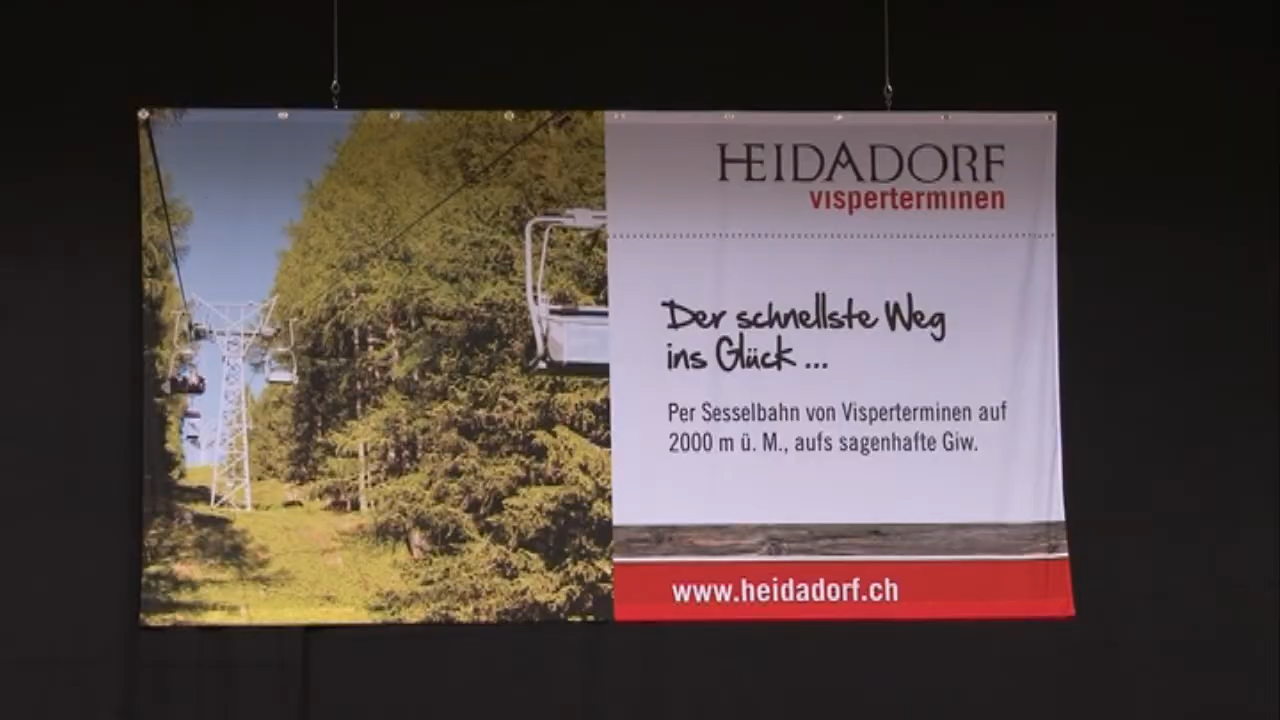 HEIDADORF
visperterminen
Der schnellste Weg
ins Glück ...
Per Sesselbahn von Visperterminen auf
2000 m ü. M., aufs sagenhafte Giw.
www.heidadorf.ch